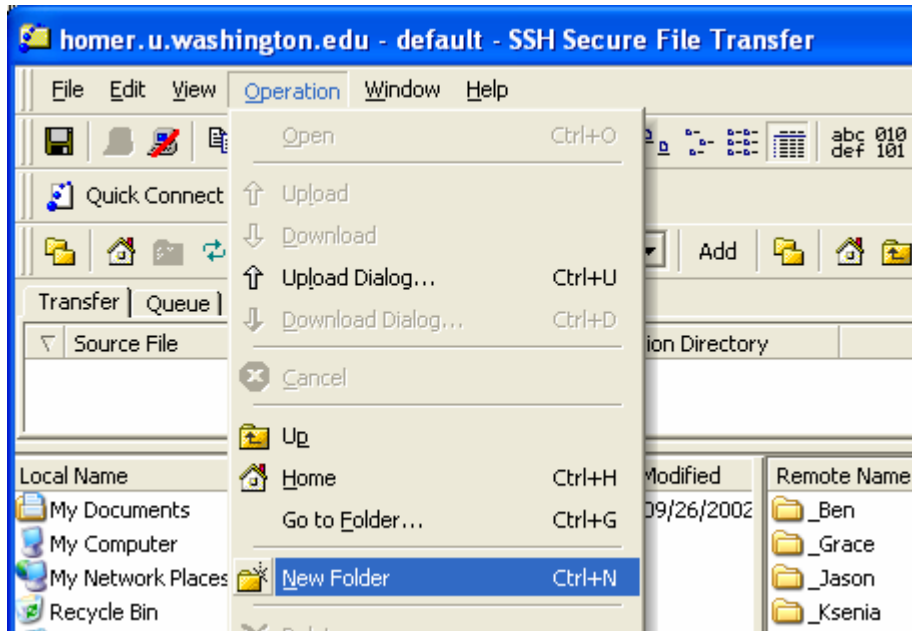 homer.u.washington.edu - default - SSH Secure File Transfer
File Edit View Operation Window Help
Open Ctrl+O
abc 010
def 101
Quick Connect
Upload
Download
Add
Upload Dialog... Ctrl+U
Transfer Queue
Download Dialog... Ctrl+D
Source File ion Directory
Cancel
Up
Local Name Modified Remote Name
Home Ctrl+H
My Documents 09/26/2002 _Ben
Go to Folder... Ctrl+G
My Computer _Grace
My Network Places New Folder Ctrl+N _Jason
Recycle Bin _Ksenia